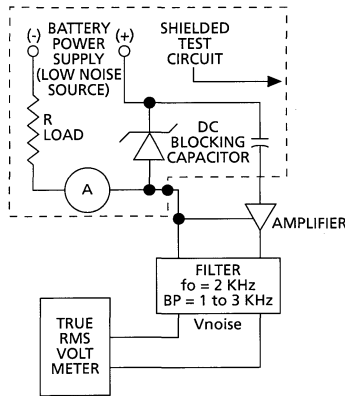 (-)
BATTERY
POWER
SUPPLY
(LOW NOISE
SOURCE)
(+)
SHIELDED
TEST
CIRCUIT
R
LOAD
DC
BLOCKING
CAPACITOR
A
AMPLIFIER
FILTER
fo = 2 KHz
BP = 1 to 3 KHz
Vnoise
TRUE
RMS
VOLT
METER